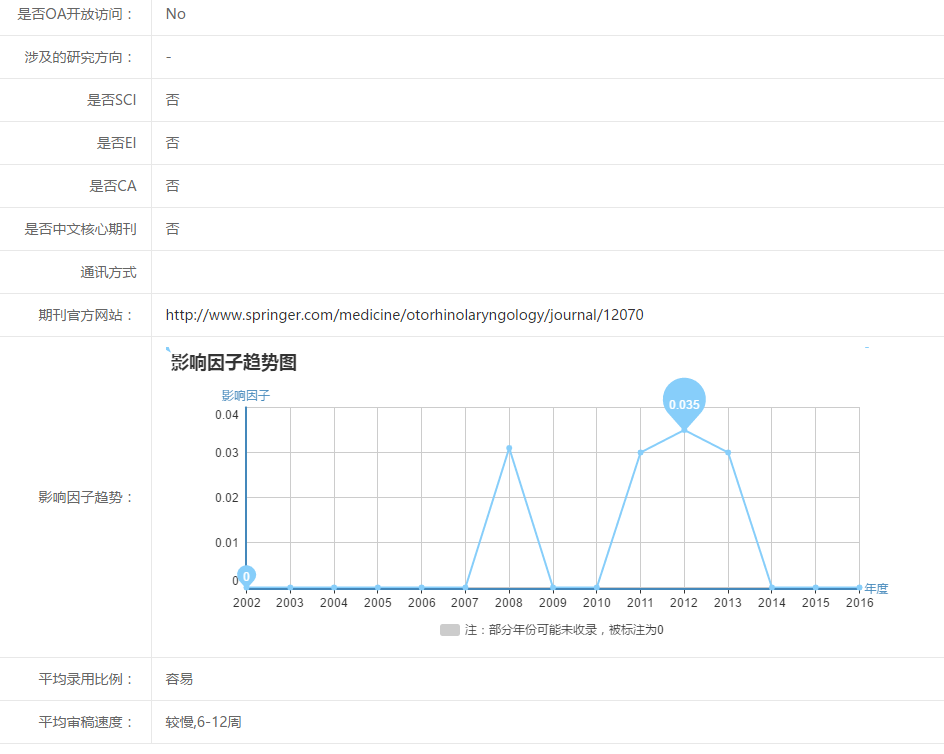 是否OA开放访问： No
涉及的研究方向： -
是否SCI 否
是否EI 否
是否CA 否
是否中文核心期刊 否
通讯方式
期刊官方网站： http://www.springer.com/medicine/otorhinolaryngology/journal/12070
影响因子趋势：
影响因子趋势图
影响因子
0.035
0.04
0.03
0.02
0.01
0
0
2002 2003 2004 2005 2006 2007 2008 2009 2010 2011 2012 2013 2014 2015 2016
年度
注：部分年份可能未收录，被标注为0
平均录用比例： 容易
平均审稿速度： 较慢,6-12周